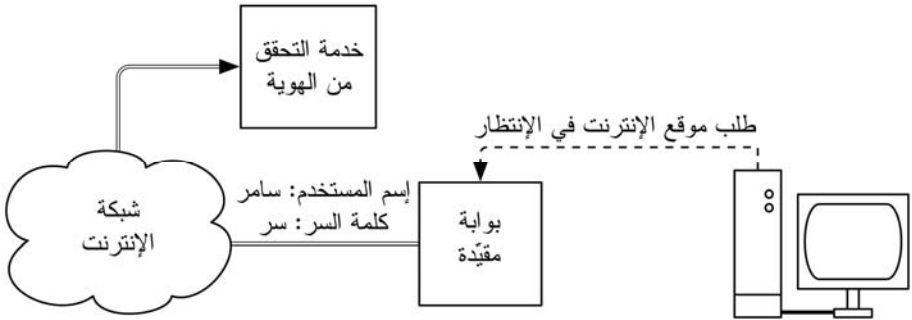 خدمة التحقق
من الهوية
طلب موقع الإنترنت في الإنتظار
إسم المستخدم: سامر
كلمة السر: سر
بوابة
مقيّدة
شبكة
الإنترنت